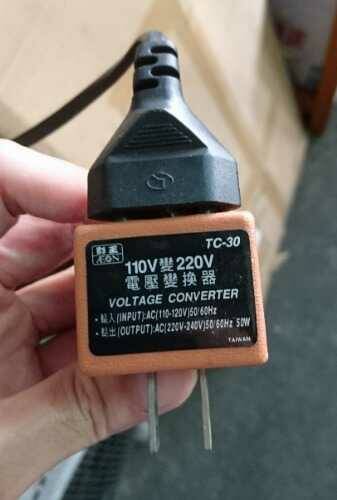 TC-30
ÆON
110V變220V
電壓變換器
VOLTAGE CONVERTER
•輸入(INPUT):AC(110-120V)50/60Hz
•輸出(OUTPUT):AC(220V-240V)50/60Hz 50W
TAIWAN